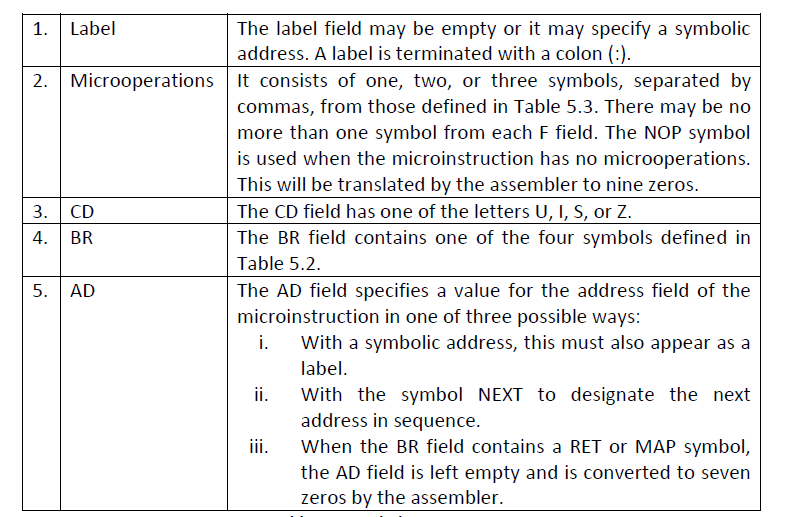 1. Label The label field may be empty or it may specify a symbolic
address. A label is terminated with a colon (:).
2. Microoperations It consists of one, two, or three symbols, separated by
commas, from those defined in Table 5.3. There may be no
more than one symbol from each F field. The NOP symbol
is used when the microinstruction has no microoperations.
This will be translated by the assembler to nine zeros.
3. CD The CD field has one of the letters U, I, S, or Z.
4. BR The BR field contains one of the four symbols defined in
Table 5.2.
5. AD The AD field specifies a value for the address field of the
microinstruction in one of three possible ways:
i. With a symbolic address, this must also appear as a
label.
ii. With the symbol NEXT to designate the next
address in sequence.
iii. When the BR field contains a RET or MAP symbol,
the AD field is left empty and is converted to seven
zeros by the assembler.